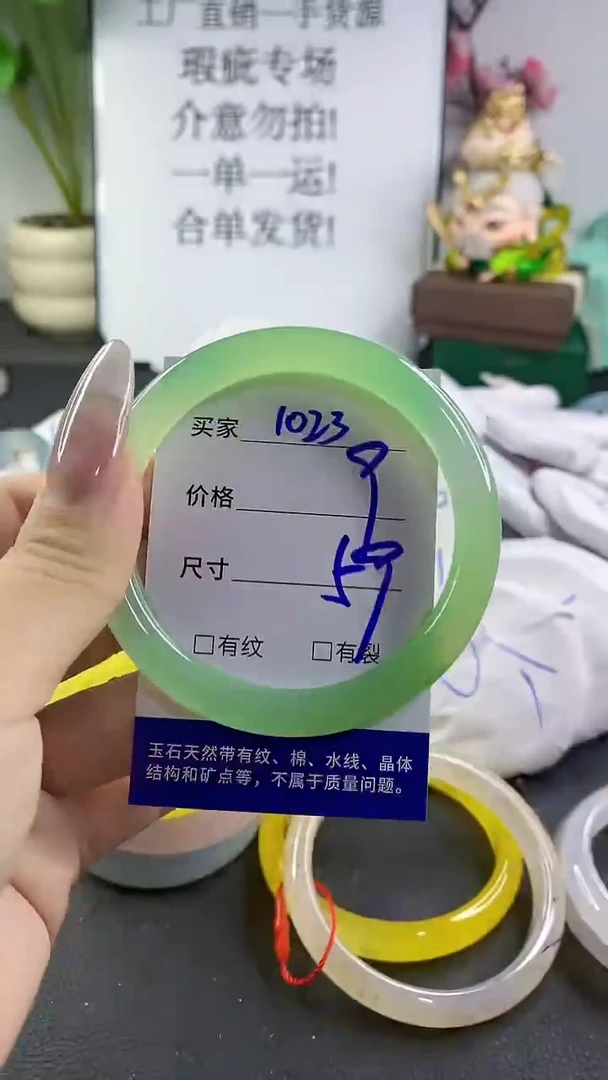 工厂直销一手货源
瑕疵专场
介意勿拍!
一单一运!
合单发货!
买家 1023
价格 9
尺寸 59
□有纹 □有裂
玉石天然带有纹、棉、水线、晶体
结构和矿点等，不属于质量问题。